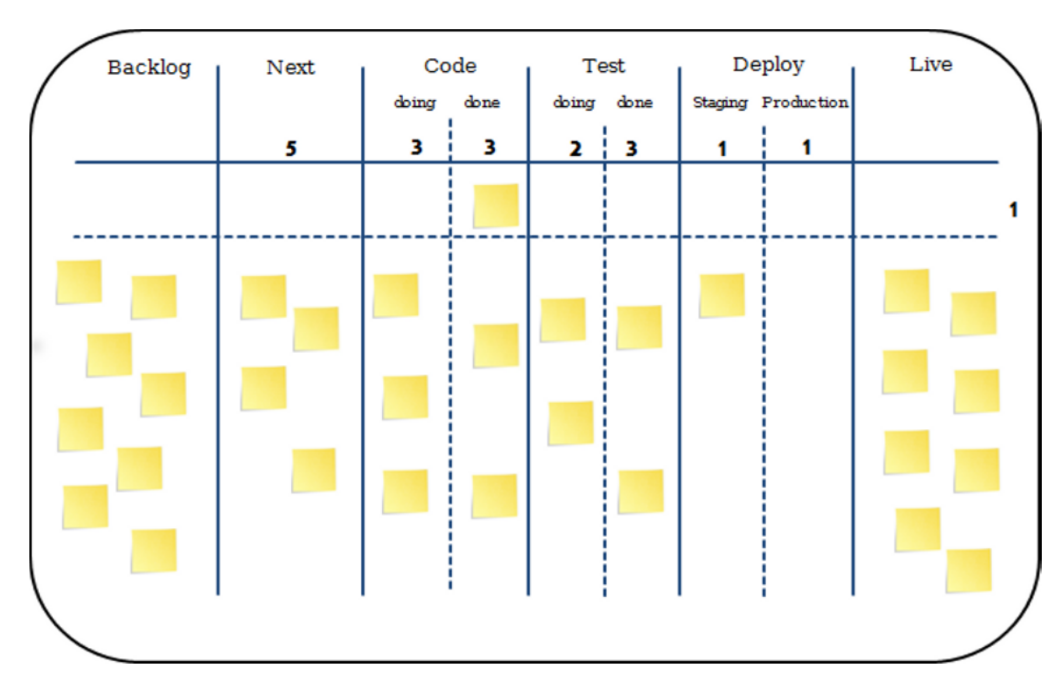 Backlog Next Code Test Deploy Live
doing done doing done Staging Production
5 3 3 2 3 1 1
1